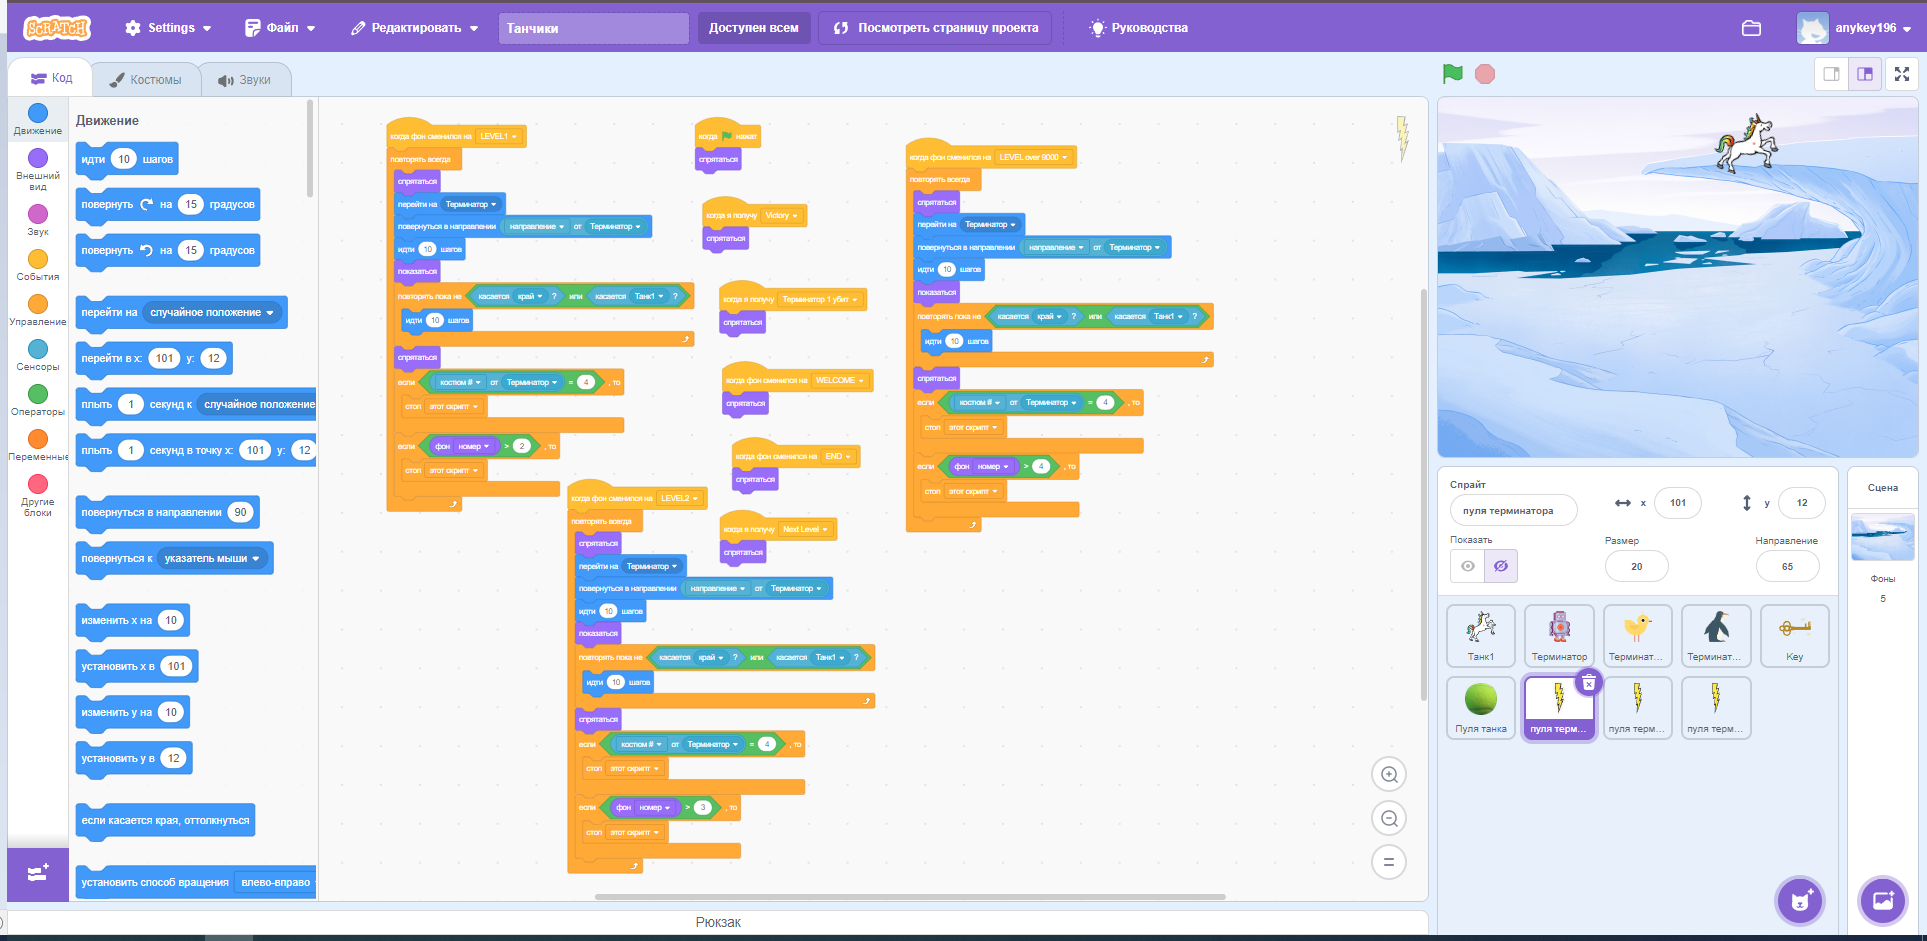 SCRATCH
Settings
Файл
Редактировать
Танчики
Доступен всем
Посмотреть страницу проекта
Руководства
anykey196
Код
Костюмы
Звуки
Движение
Внешний вид
Звук
События
Управление
Сенсоры
Операторы
Переменные
Другие блоки
Движение
идти 10 шагов
повернуть на 15 градусов
повернуть на 15 градусов
перейти на случайное положение
перейти в x: 101 y: 12
плыть 1 секунд к случайное положение
плыть 1 секунд в точку x: 101 y: 12
повернуться в направлении 90
повернуться к указатель мыши
изменить x на 10
установить x в 101
изменить y на 10
установить y в 12
если касается края, оттолкнуться
установить способ вращения влево-вправо
когда фон сменился на LEVEL1
повторять всегда
спрятаться
перейти на Терминатор
повернуться в направлении направление от Терминатор
идти 10 шагов
показаться
повторять пока не касается край ? или касается Танк1 ?
идти 10 шагов
спрятаться
если костюм # от Терминатор = 4 , то
стоп этот скрипт
если фон номер > 2 , то
стоп этот скрипт
когда фон сменился на LEVEL2
повторять всегда
спрятаться
перейти на Терминатор
повернуться в направлении направление от Терминатор
идти 10 шагов
показаться
повторять пока не касается край ? или касается Танк1 ?
идти 10 шагов
спрятаться
если костюм # от Терминатор = 4 , то
стоп этот скрипт
если фон номер > 3 , то
стоп этот скрипт
когда нажат
спрятаться
когда я получу Victory
спрятаться
когда я получу Терминатор 1 убит
спрятаться
когда фон сменился на WELCOME
спрятаться
когда фон сменился на END
спрятаться
когда я получу Next Level
спрятаться
когда фон сменился на LEVEL over 9000
повторять всегда
спрятаться
перейти на Терминатор
повернуться в направлении направление от Терминатор
идти 10 шагов
показаться
повторять пока не касается край ? или касается Танк1 ?
идти 10 шагов
спрятаться
если костюм # от Терминатор = 4 , то
стоп этот скрипт
если фон номер > 4 , то
стоп этот скрипт
Рюкзак
Спрайт
пуля терминатора
x 101
y 12
Показать
Размер
20
Направление
65
Танк1
Терминатор
Терминат...
Терминат...
Key
Пуля танка
пуля терм...
пуля терм...
пуля терм...
Сцена
Фоны
5